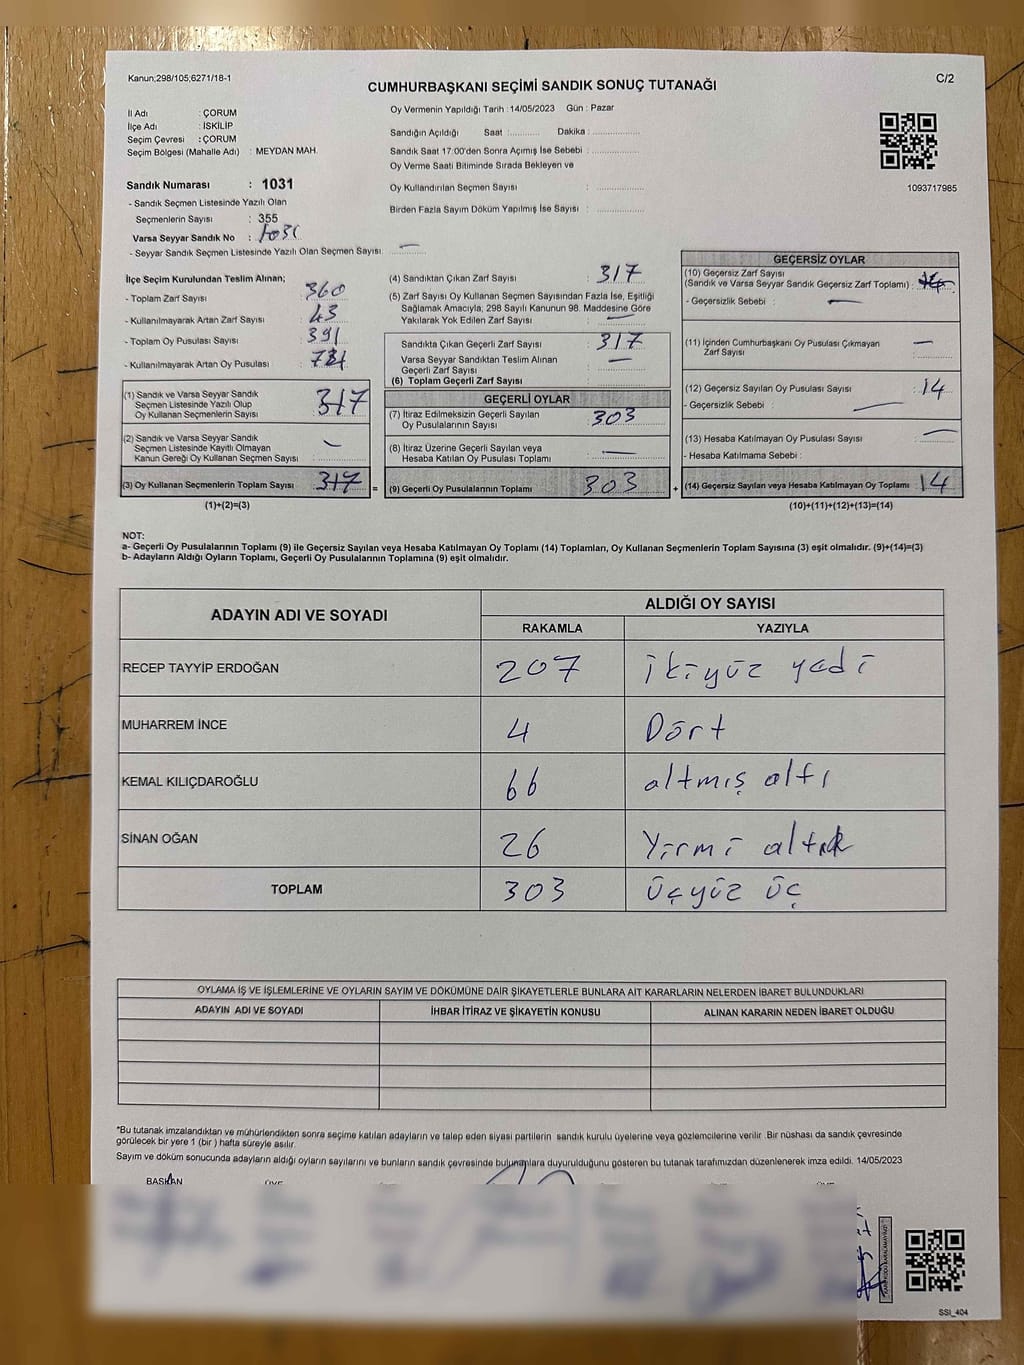 Kanun;298/105;6271/18-1
C/2
CUMHURBAŞKANI SEÇİMİ SANDIK SONUÇ TUTANAĞI
İl Adı : ÇORUM
İlçe Adı : İSKİLİP
Seçim Çevresi : ÇORUM
Seçim Bölgesi (Mahalle Adı) : MEYDAN MAH.
Oy Vermenin Yapıldığı Tarih : 14/05/2023 Gün : Pazar
Sandığın Açıldığı Saat :........... Dakika :.................
Sandık Saat 17:00'den Sonra Açımış İse Sebebi :.................
Oy Verme Saati Bitiminde Sırada Bekleyen ve
Oy Kullandırılan Seçmen Sayısı :.................
Birden Fazla Sayım Döküm Yapılmış İse Sayısı :.................
1093717985
Sandık Numarası : 1031
- Sandık Seçmen Listesinde Yazılı Olan
Seçmenlerin Sayısı : 355
Varsa Seyyar Sandık No : 1031
- Seyyar Sandık Seçmen Listesinde Yazılı Olan Seçmen Sayısı : —
İlçe Seçim Kurulundan Teslim Alınan;
- Toplam Zarf Sayısı : 360
- Kullanılmayarak Artan Zarf Sayısı : 43
- Toplam Oy Pusulası Sayısı : 391
- Kullanılmayarak Artan Oy Pusulası :
(1) Sandık ve Varsa Seyyar Sandık
Seçmen Listesinde Yazılı Olup
Oy Kullanan Seçmenlerin Sayısı : 317
(2) Sandık ve Varsa Seyyar Sandık
Seçmen Listesinde Kayıtlı Olmayan
Kanun Gereği Oy Kullanan Seçmen Sayısı : —
(3) Oy Kullanan Seçmenlerin Toplam Sayısı : 317 =
(1)+(2)=(3)
(4) Sandıktan Çıkan Zarf Sayısı : 317
(5) Zarf Sayısı Oy Kullanan Seçmen Sayısından Fazla İse, Eşitliği
Sağlamak Amacıyla, 298 Sayılı Kanunun 98. Maddesine Göre
Yakılarak Yok Edilen Zarf Sayısı : —
Sandıkta Çıkan Geçerli Zarf Sayısı : 317
Varsa Seyyar Sandıktan Teslim Alınan
Geçerli Zarf Sayısı : —
(6) Toplam Geçerli Zarf Sayısı :
GEÇERLİ OYLAR
(7) İtiraz Edilmeksizin Geçerli Sayılan
Oy Pusulalarının Sayısı : 303
(8) İtiraz Üzerine Geçerli Sayılan veya
Hesaba Katılan Oy Pusulası Toplamı : —
(9) Geçerli Oy Pusulalarının Toplamı : 303 +
GEÇERSİZ OYLAR
(10) Geçersiz Zarf Sayısı
(Sandık ve Varsa Seyyar Sandık Geçersiz Zarf Toplamı) :
- Geçersizlik Sebebi : —
(11) İçinden Cumhurbaşkanı Oy Pusulası Çıkmayan
Zarf Sayısı : —
(12) Geçersiz Sayılan Oy Pusulası Sayısı : 14
- Geçersizlik Sebebi : —
(13) Hesaba Katılmayan Oy Pusulası Sayısı : —
- Hesaba Katılmama Sebebi :
(14) Geçersiz Sayılan veya Hesaba Katılmayan Oy Toplamı : 14
(10)+(11)+(12)+(13)=(14)
NOT:
a- Geçerli Oy Pusulalarının Toplamı (9) ile Geçersiz Sayılan veya Hesaba Katılmayan Oy Toplamı (14) Toplamları, Oy Kullanan Seçmenlerin Toplam Sayısına (3) eşit olmalıdır. (9)+(14)=(3)
b- Adayların Aldığı Oyların Toplamı, Geçerli Oy Pusulalarının Toplamına (9) eşit olmalıdır.
ADAYIN ADI VE SOYADI ALDIĞI OY SAYISI
RAKAMLA YAZIYLA
RECEP TAYYİP ERDOĞAN 207 ikiyüz yedi
MUHARREM İNCE 4 Dört
KEMAL KILIÇDAROĞLU 66 altmış altı
SİNAN OĞAN 26 Yirmi altı
TOPLAM 303 üçyüz üç
OYLAMA İŞ VE İŞLEMLERİNE VE OYLARIN SAYIM VE DÖKÜMÜNE DAİR ŞİKAYETLERLE BUNLARA AİT KARARLARIN NELERDEN İBARET BULUNDUKLARI
ADAYIN ADI VE SOYADI İHBAR İTİRAZ VE ŞİKAYETİN KONUSU ALINAN KARARIN NEDEN İBARET OLDUĞU
*Bu tutanak imzalandıktan ve mühürlendikten sonra seçime katılan adayların ve talep eden siyasi partilerin sandık kurulu üyelerine veya gözlemcilerine verilir .Bir nüshası da sandık çevresinde
görülecek bir yere 1 (bir ) hafta süreyle asılır.
Sayım ve döküm sonucunda adayların aldığı oyların sayılarını ve bunların sandık çevresinde bulunanlara duyurulduğunu gösteren bu tutanak tarafımızdan düzenlenerek imza edildi. 14/05/2023
BAŞKAN
SSI_404